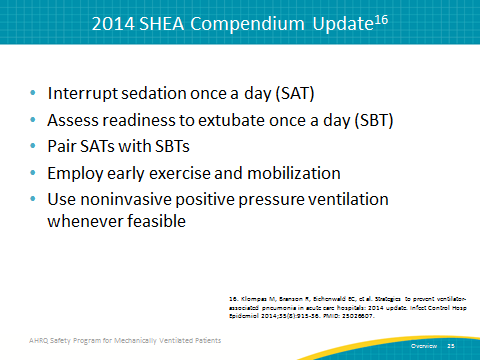 2014 SHEA Compendium Update16
• Interrupt sedation once a day (SAT)
• Assess readiness to extubate once a day (SBT)
• Pair SATs with SBTs
• Employ early exercise and mobilization
• Use noninvasive positive pressure ventilation
whenever feasible
16. Klompas M, Branson R, Eichenwald EC, et al. Strategies to prevent ventilator-
associated pneumonia in acute care hospitals: 2014 update. Infect Control Hosp
Epidemiol 2014;35(8):915-36. PMID: 25026607.
AHRQ Safety Program for Mechanically Ventilated Patients
Overview 25